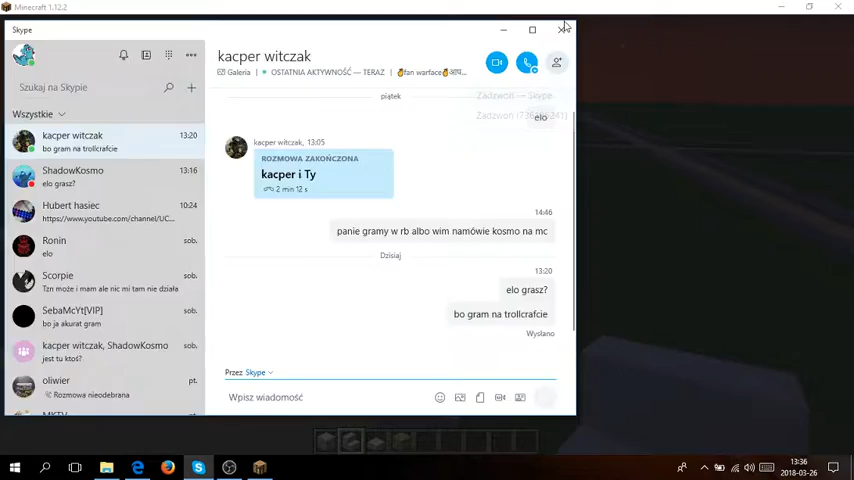 Minecraft 1.12.2
Skype
kacper witczak
Galeria
OSTATNIA AKTYWNOŚĆ — TERAZ
fan warface
Szukaj na Skypie
Zadzwoń — Skype
piątek
Zadzwoń
elo
Wszystkie
kacper witczak
13:20
bo gram na trollcrafcie
kacper witczak, 13:05
ROZMOWA ZAKOŃCZONA
kacper i Ty
2 min 12 s
ShadowKosmo
13:16
elo grasz?
Hubert hasiec
10:24
https://www.youtube.com/channel/UC...
14:46
panie gramy w rb albo wim namówie kosmo na mc
Ronin
sob.
elo
Dzisiaj
Scorpie
sob.
Tzn może i mam ale nic mi tam nie działa
13:20
elo grasz?
SebaMcYt[VIP]
sob.
bo ja akurat gram
bo gram na trollcrafcie
Wysłano
kacper witczak, ShadowKosmo
sob.
jest tu ktoś?
oliwier
pt.
Rozmowa nieodebrana
Przez Skype
Wpisz wiadomość
MKTV
13:36
2018-03-26